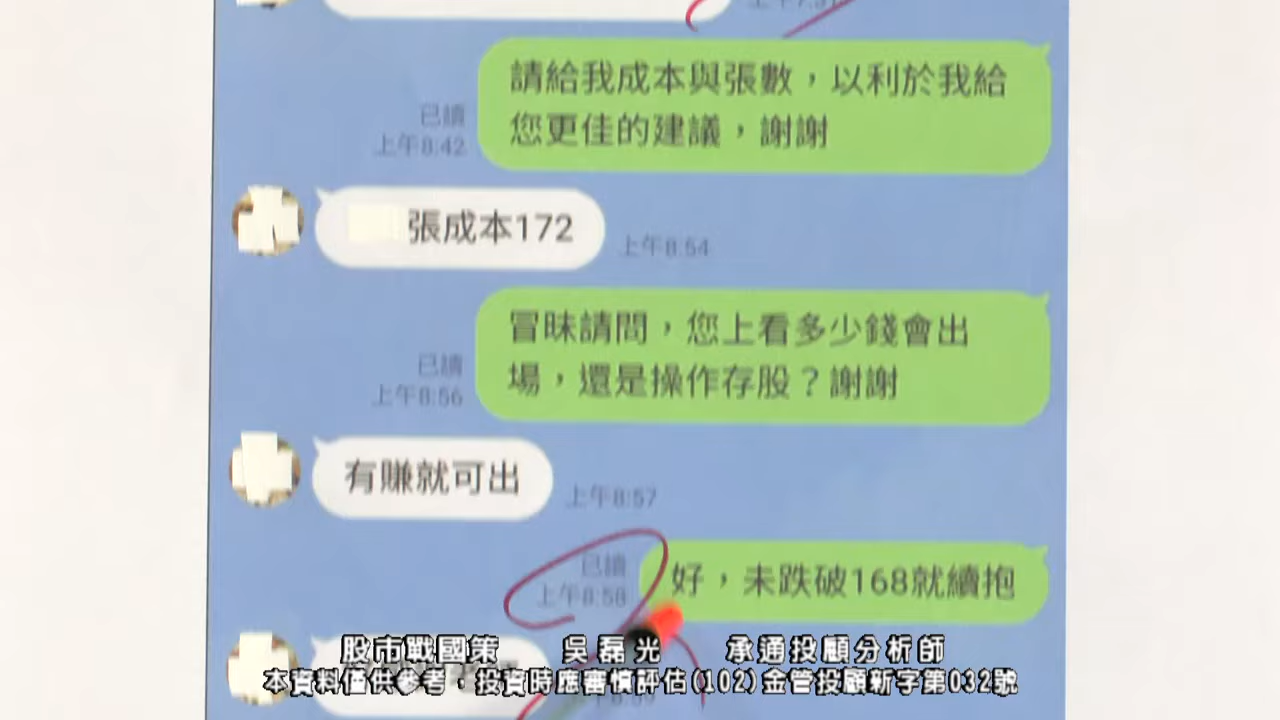 請給我成本與張數，以利於我給
您更佳的建議，謝謝
已讀
上午8:42
張成本172
上午8:54
冒昧請問，您上看多少錢會出
場，還是操作存股？謝謝
已讀
上午8:56
有賺就可出
上午8:57
好，未跌破168就續抱
已讀
上午8:58
股市戰國策 吳磊光 承通投顧分析師
本資料僅供參考，投資時應審慎評估(102)金管投顧新字第032號